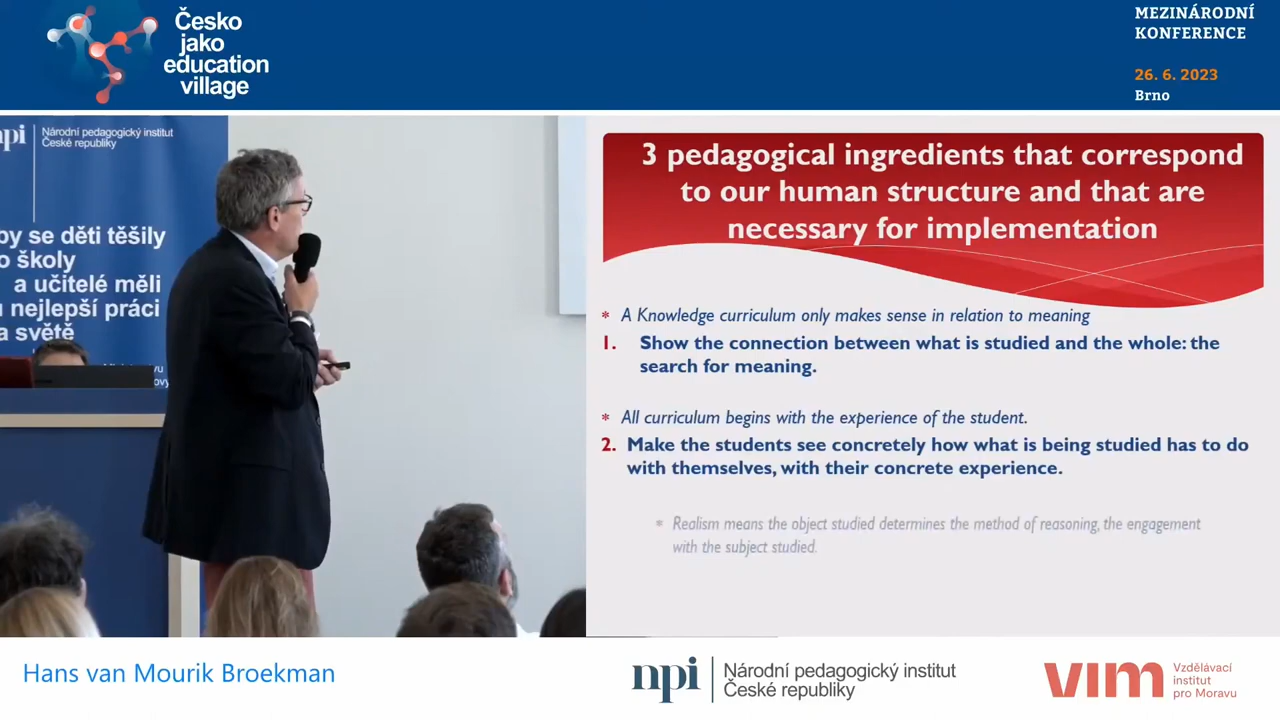 Česko
jako
education
village
MEZINÁRODNÍ
KONFERENCE
26. 6. 2023
Brno
npi
Národní pedagogický institut
České republiky
by se děti těšily
o školy
a učitelé měli
nejlepší práci
a světě
3 pedagogical ingredients that correspond
to our human structure and that are
necessary for implementation
* A Knowledge curriculum only makes sense in relation to meaning
1. Show the connection between what is studied and the whole: the
search for meaning.
* All curriculum begins with the experience of the student.
2. Make the students see concretely how what is being studied has to do
with themselves, with their concrete experience.
* Realism means the object studied determines the method of reasoning, the engagement
with the subject studied.
Hans van Mourik Broekman
npi
Národní pedagogický institut
České republiky
vim
Vzdělávací
institut
pro Moravu